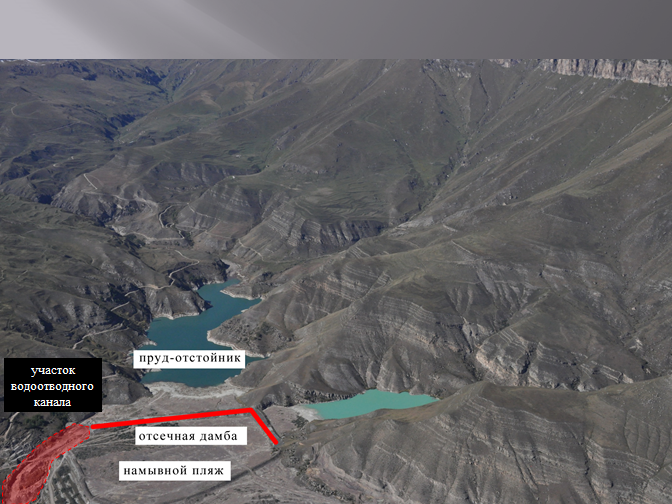 пруд-отстойник
участок
водоотводного
канала
отсечная дамба
намывной пляж